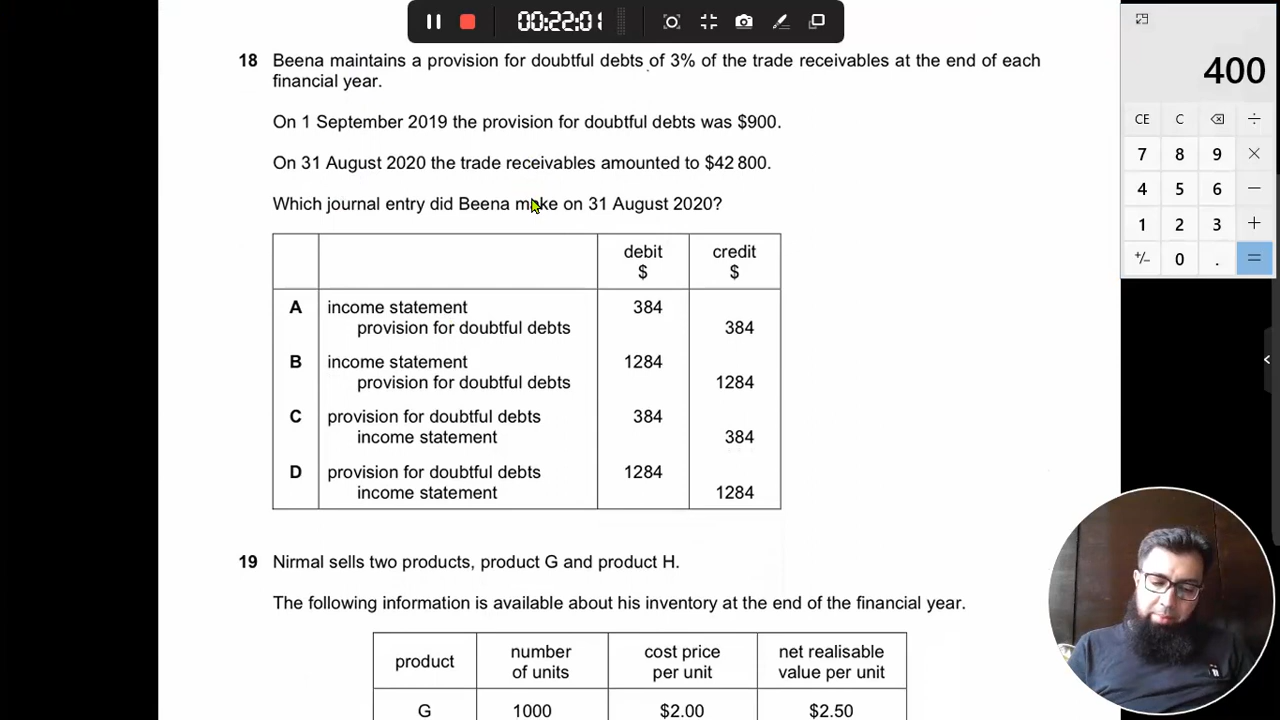 00:22:01
18 Beena maintains a provision for doubtful debts of 3% of the trade receivables at the end of each
financial year.
On 1 September 2019 the provision for doubtful debts was $900.
On 31 August 2020 the trade receivables amounted to $42 800.
Which journal entry did Beena make on 31 August 2020?
debit credit
$ $
A income statement 384
provision for doubtful debts 384
B income statement 1284
provision for doubtful debts 1284
C provision for doubtful debts 384
income statement 384
D provision for doubtful debts 1284
income statement 1284
19 Nirmal sells two products, product G and product H.
The following information is available about his inventory at the end of the financial year.
product number cost price net realisable
of units per unit value per unit
G 1000 $2.00 $2.50
400
CE C ÷
7 8 9 ×
4 5 6 −
1 2 3 +
+/− 0 . =